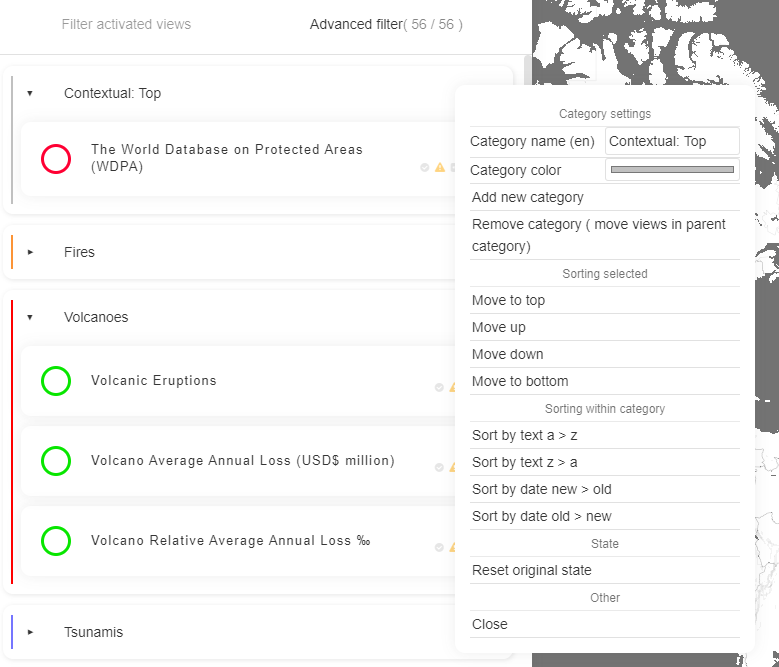 Filter activated views
Advanced filter( 56 / 56 )
Contextual: Top
The World Database on Protected Areas
(WDPA)
Fires
Volcanoes
Volcanic Eruptions
Volcano Average Annual Loss (USD$ million)
Volcano Relative Average Annual Loss ‰
Tsunamis
Category settings
Category name (en)
Contextual: Top
Category color
Add new category
Remove category ( move views in parent
category)
Sorting selected
Move to top
Move up
Move down
Move to bottom
Sorting within category
Sort by text a > z
Sort by text z > a
Sort by date new > old
Sort by date old > new
State
Reset original state
Other
Close